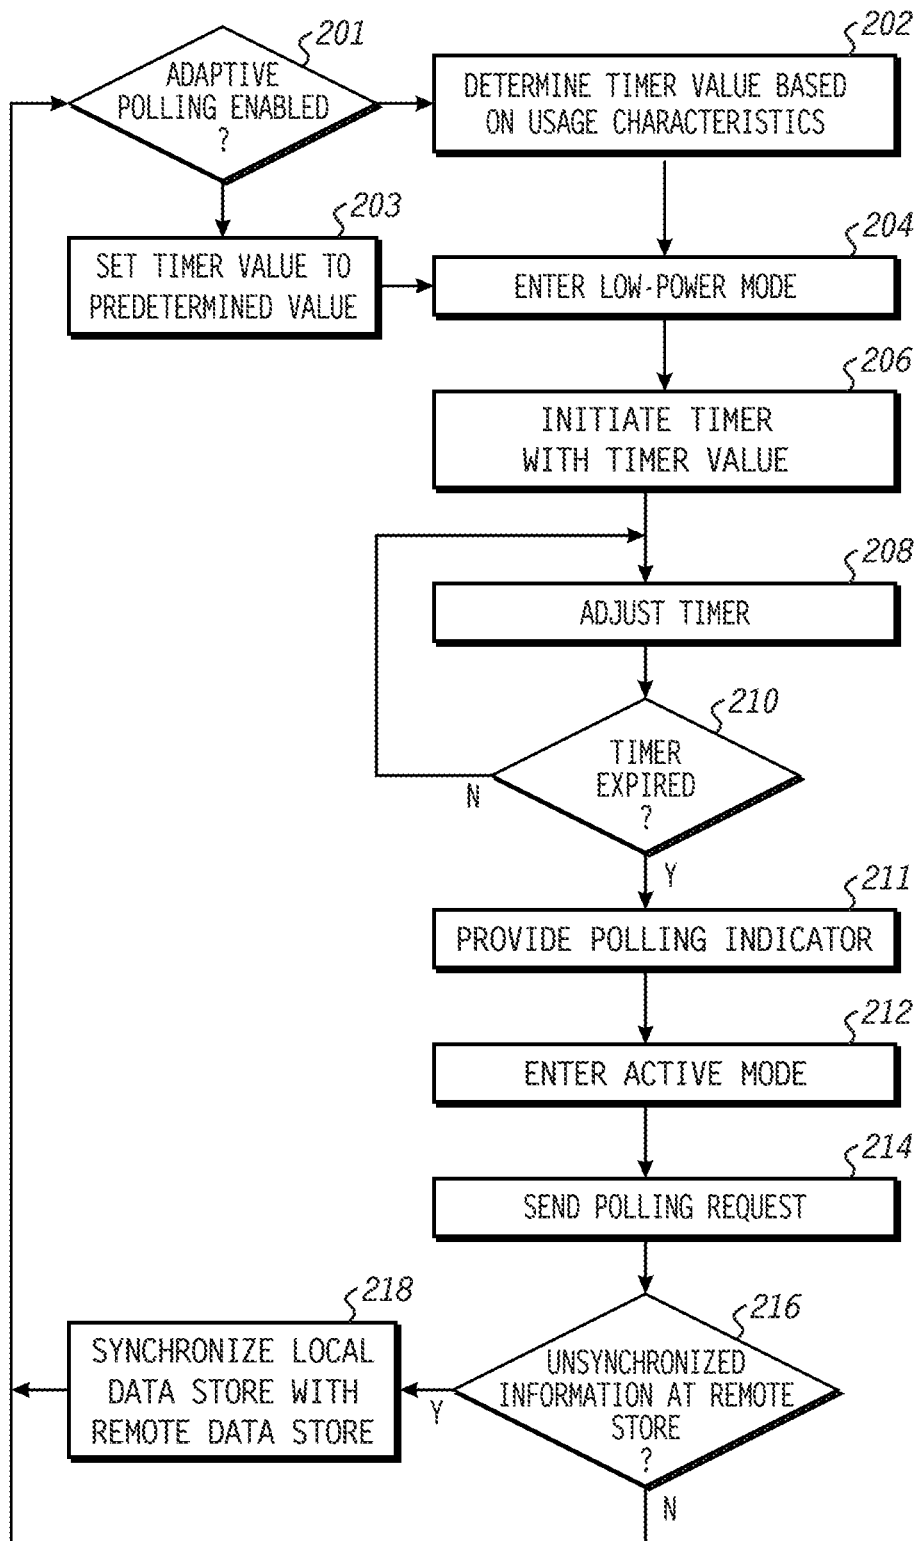 201
ADAPTIVE
POLLING ENABLED
?
202
DETERMINE TIMER VALUE BASED
ON USAGE CHARACTERISTICS
203
SET TIMER VALUE TO
PREDETERMINED VALUE
204
ENTER LOW-POWER MODE
206
INITIATE TIMER
WITH TIMER VALUE
208
ADJUST TIMER
210
TIMER
EXPIRED
?
N
Y
211
PROVIDE POLLING INDICATOR
212
ENTER ACTIVE MODE
214
SEND POLLING REQUEST
216
UNSYNCHRONIZED
INFORMATION AT REMOTE
STORE
?
Y
N
218
SYNCHRONIZE LOCAL
DATA STORE WITH
REMOTE DATA STORE